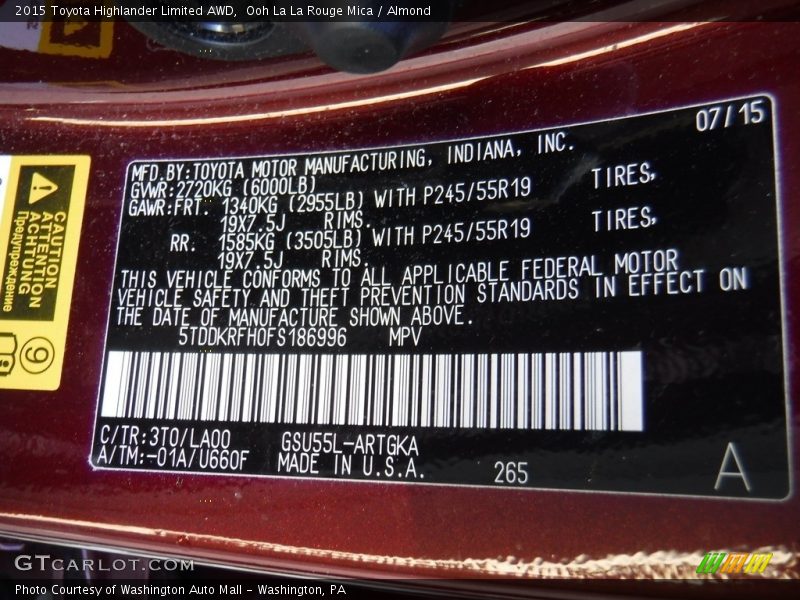 2015 Toyota Highlander Limited AWD,  Ooh La La Rouge Mica / Almond
07/15
MFD.BY:TOYOTA MOTOR MANUFACTURING, INDIANA, INC.
GVWR:2720KG (6000LB)
GAWR:FRT. 1340KG (2955LB) WITH P245/55R19 TIRES,
19X7.5J RIMS.
RR. 1585KG (3505LB) WITH P245/55R19 TIRES,
19X7.5J RIMS.
THIS VEHICLE CONFORMS TO ALL APPLICABLE FEDERAL MOTOR
VEHICLE SAFETY AND THEFT PREVENTION STANDARDS IN EFFECT ON
THE DATE OF MANUFACTURE SHOWN ABOVE.
5TDDKRFH0FS186996 MPV
C/TR:3T0/LA00 GSU55L-ARTGKA
A/TM:-01A/U660F MADE IN U.S.A. 265 A
CAUTION
ATTENTION
ACHTUNG
Предупреждение
9
GTCARLOT.COM
Photo Courtesy of Washington Auto Mall - Washington, PA